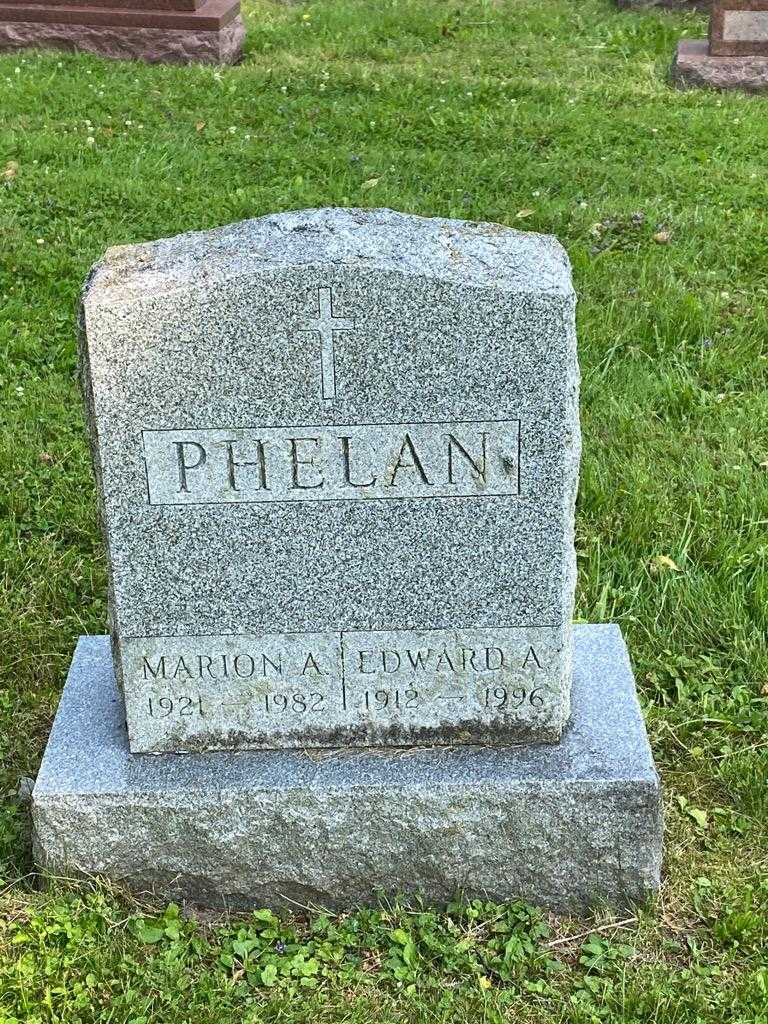 PHELAN
MARION A. EDWARD A.
1921 — 1982 1912 — 1996